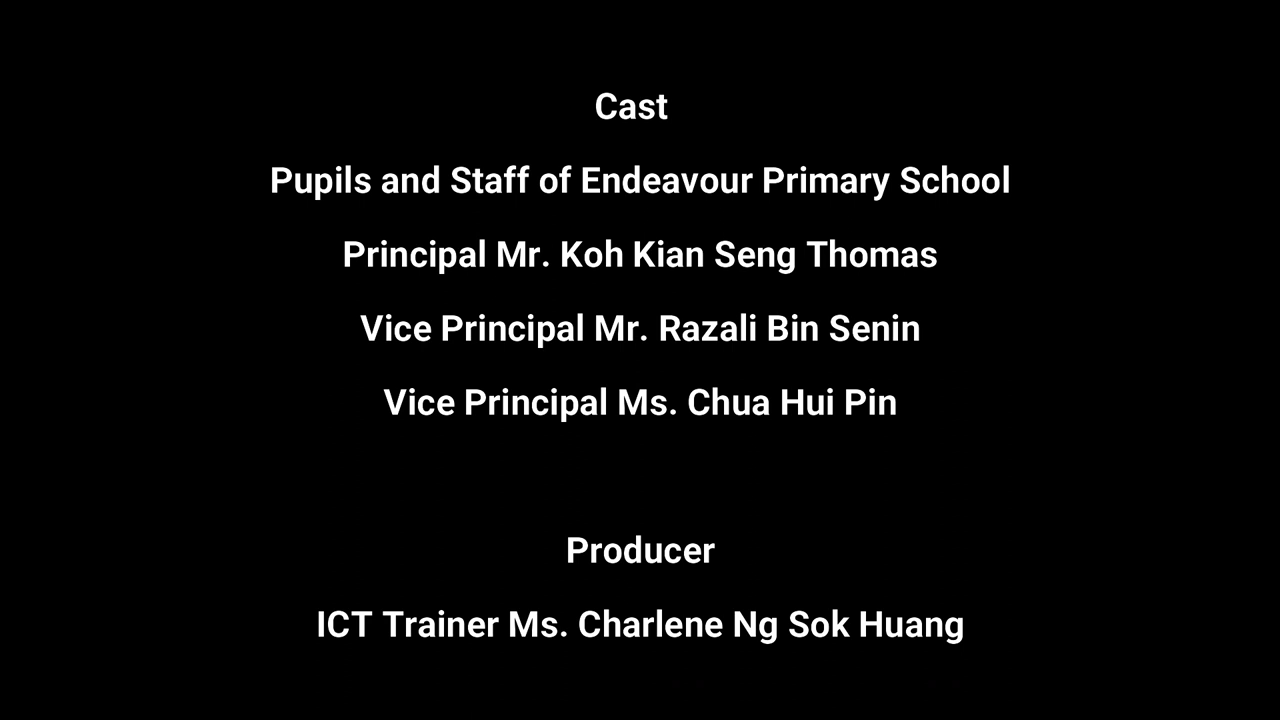 Cast
Pupils and Staff of Endeavour Primary School
Principal Mr. Koh Kian Seng Thomas
Vice Principal Mr. Razali Bin Senin
Vice Principal Ms. Chua Hui Pin
Producer
ICT Trainer Ms. Charlene Ng Sok Huang